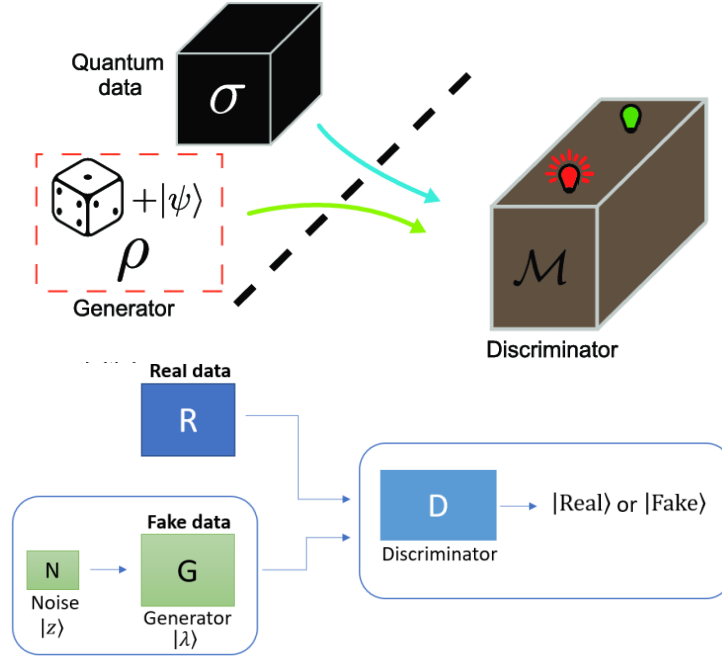 Quantum
data
σ
+|ψ⟩
ρ
Generator
M
Discriminator
Real data
R
Fake data
N
G
D
|Real⟩ or |Fake⟩
Discriminator
Noise
|z⟩
Generator
|λ⟩